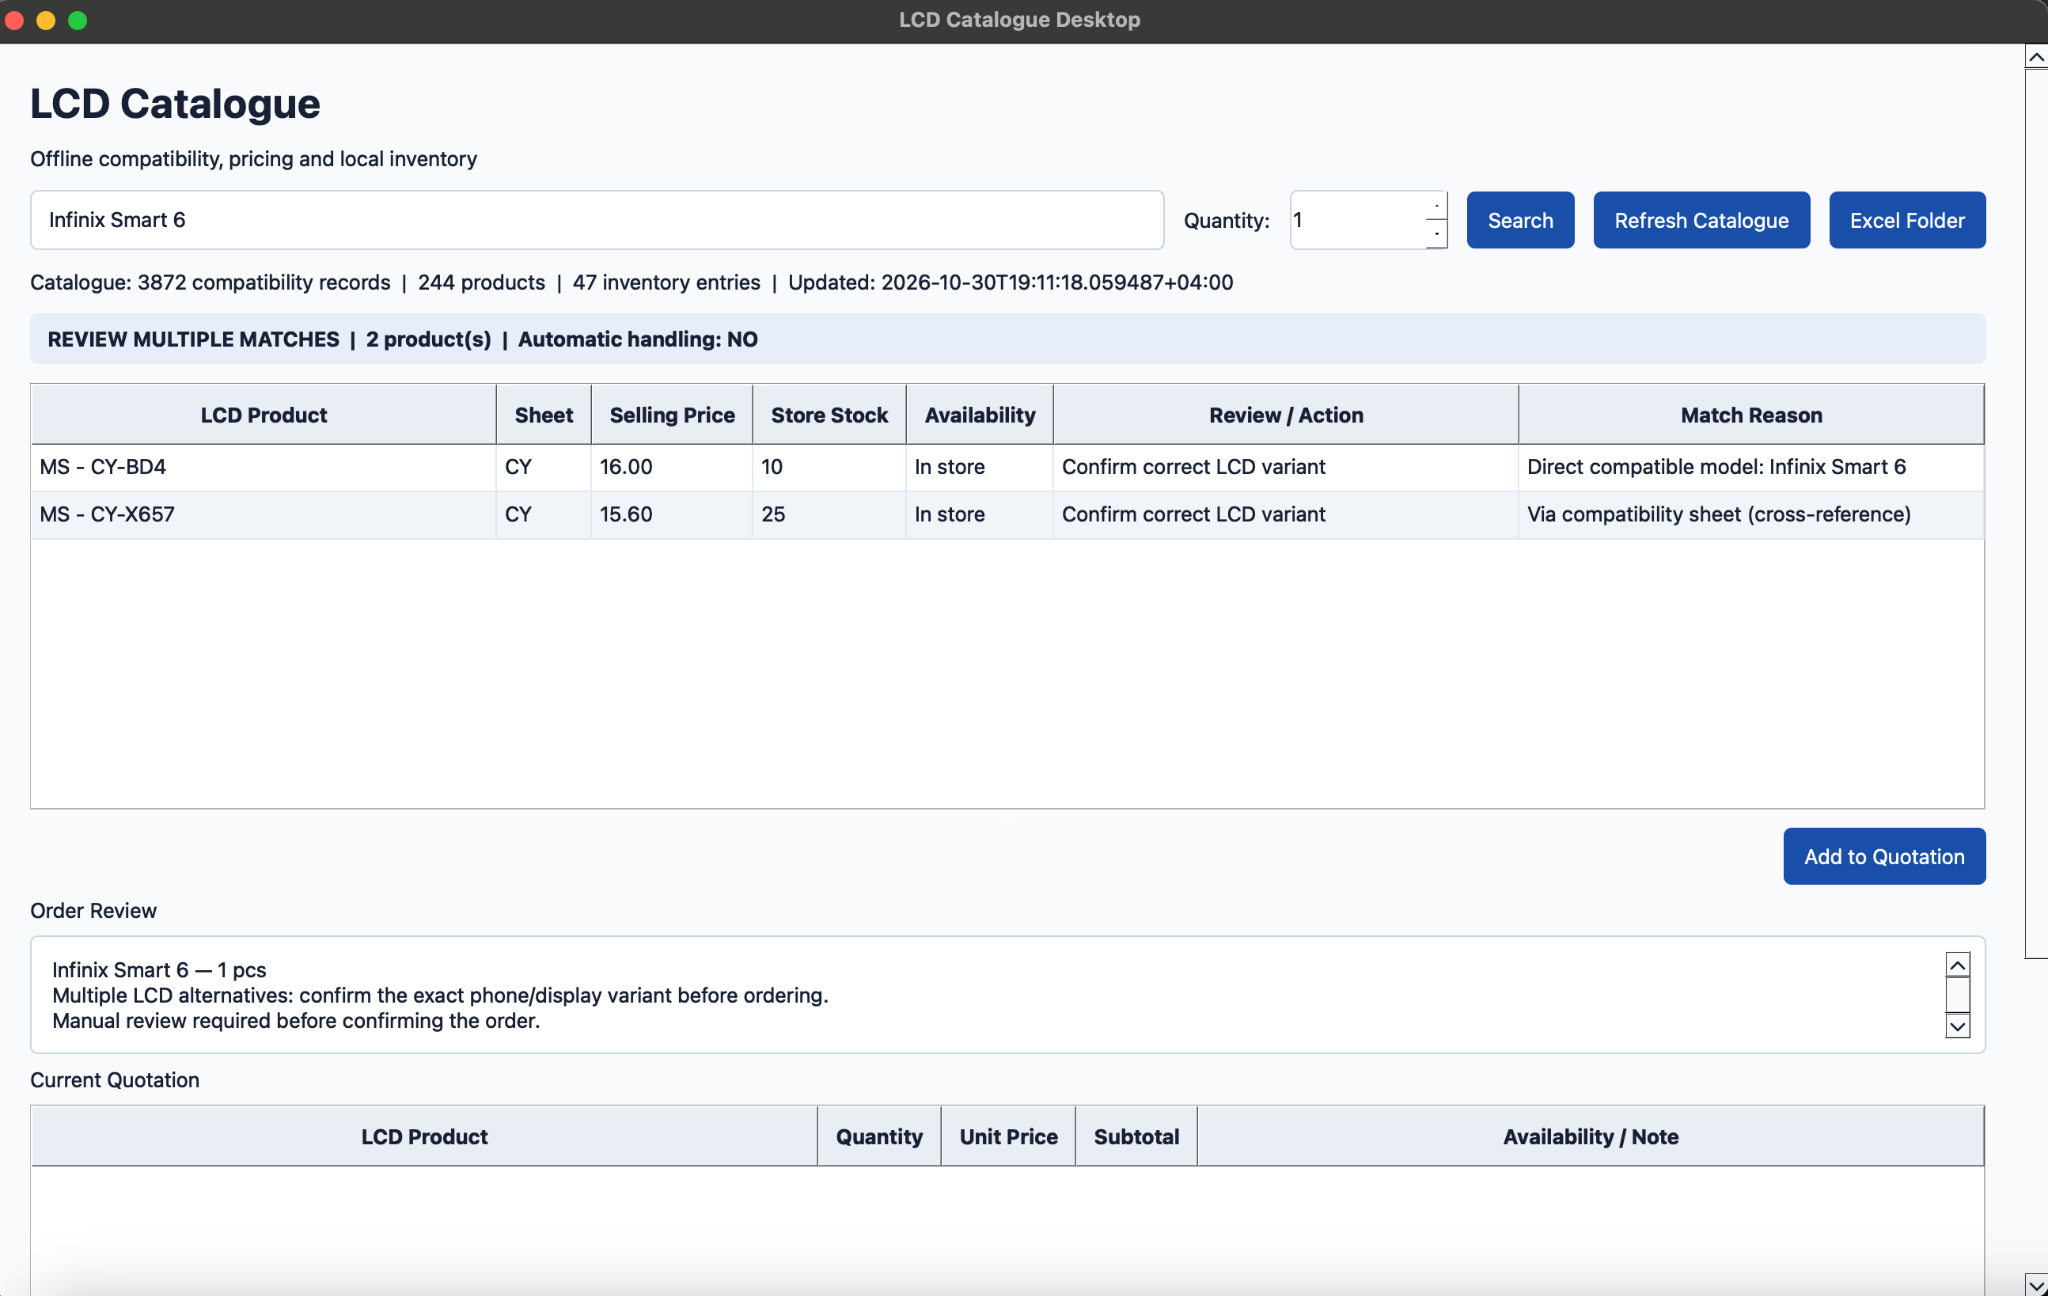 LCD Catalogue Desktop
LCD Catalogue
Offline compatibility, pricing and local inventory
Infinix Smart 6 Quantity: 1 Search Refresh Catalogue Excel Folder
Catalogue: 3872 compatibility records | 244 products | 47 inventory entries | Updated: 2026-10-30T19:11:18.059487+04:00
REVIEW MULTIPLE MATCHES | 2 product(s) | Automatic handling: NO
LCD Product Sheet Selling Price Store Stock Availability Review / Action Match Reason
MS - CY-BD4 CY 16.00 10 In store Confirm correct LCD variant Direct compatible model: Infinix Smart 6
MS - CY-X657 CY 15.60 25 In store Confirm correct LCD variant Via compatibility sheet (cross-reference)
Add to Quotation
Order Review
Infinix Smart 6 — 1 pcs
Multiple LCD alternatives: confirm the exact phone/display variant before ordering.
Manual review required before confirming the order.
Current Quotation
LCD Product Quantity Unit Price Subtotal Availability / Note